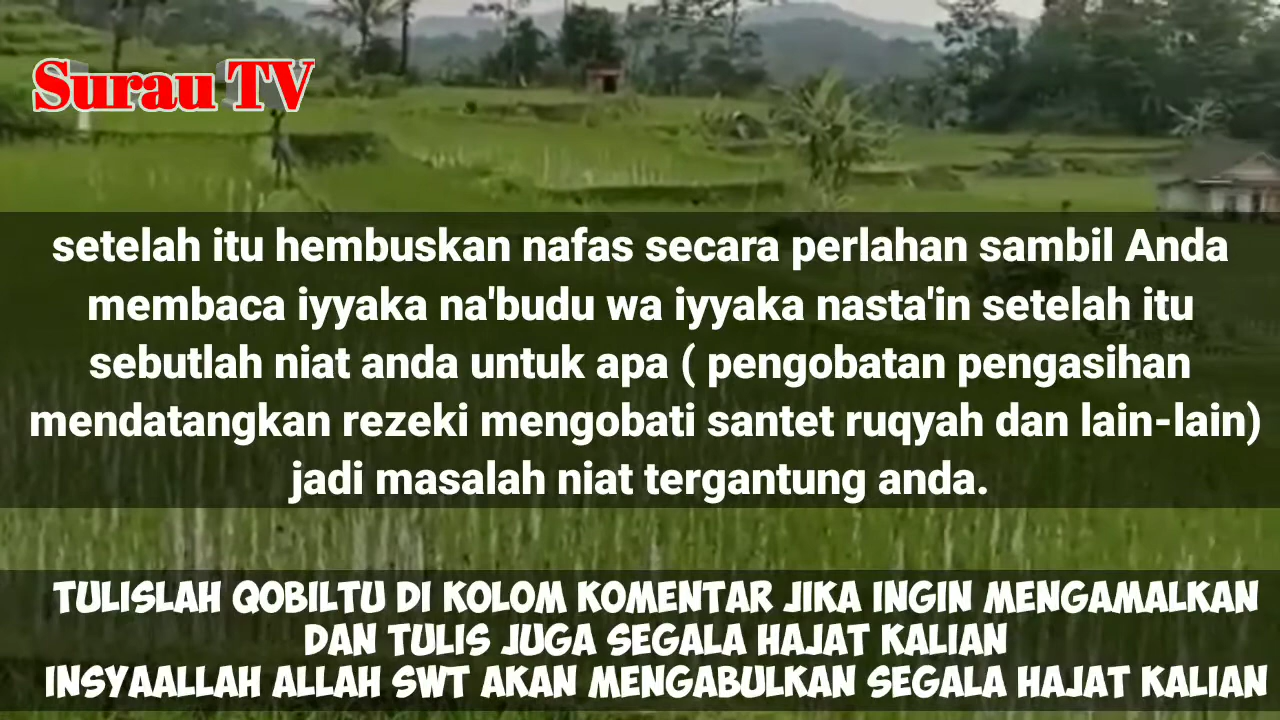 Surau TV
setelah itu hembuskan nafas secara perlahan sambil Anda
membaca iyyaka na'budu wa iyyaka nasta'in setelah itu
sebutlah niat anda untuk apa ( pengobatan pengasihan
mendatangkan rezeki mengobati santet ruqyah dan lain-lain)
jadi masalah niat tergantung anda.
TULISLAH QOBILTU DI KOLOM KOMENTAR JIKA INGIN MENGAMALKAN
DAN TULIS JUGA SEGALA HAJAT KALIAN
INSYAALLAH ALLAH SWT AKAN MENGABULKAN SEGALA HAJAT KALIAN